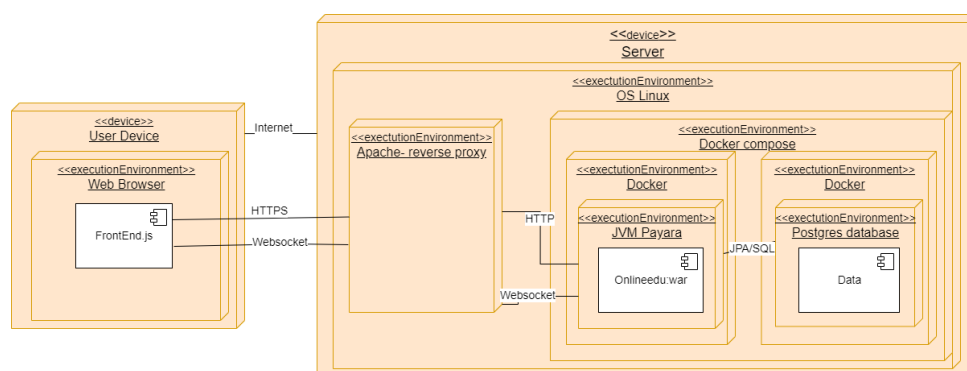 <<device>>
Server
<<exectutionEnvironment>>
OS Linux
<<device>>
User Device
Internet
<<exectutionEnvironment>>
Apache- reverse proxy
<<exectutionEnvironment>>
Docker compose
<<executionEnvironment>>
Web Browser
<<exectutionEnvironment>>
Docker
<<exectutionEnvironment>>
Docker
FrontEnd.js
HTTPS
Websocket
HTTP
<<executionEnvironment>>
JVM Payara
JPA/SQL
<<executionEnvironment>>
Postgres database
Onlineedu:war
Data
Websocket